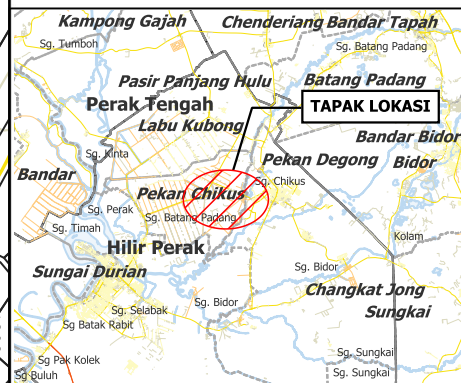 Kampong Gajah
Chenderiang Bandar Tapah
Sg. Tumboh
Sg. Batang Padang
Pasir Panjang Hulu
Batang Padang
Perak Tengah
TAPAK LOKASI
Labu Kubong
Bandar Bidor
Sg. Kinta
Pekan Degong
Bidor
Bandar
Sg. Chikus
Pekan Chikus
Sg. Perak
Sg. Batang Padang
Sg. Timah
Kolam
Hilir Perak
Sungai Durian
Sg. Bidor
Changkat Jong
Sg. Bidor
Sg. Selabak
Sungkai
Sg Batak Rabit
Sg Pak Kolek
Sg. Sungkai
Sg Buluh
Sg. Sungkai